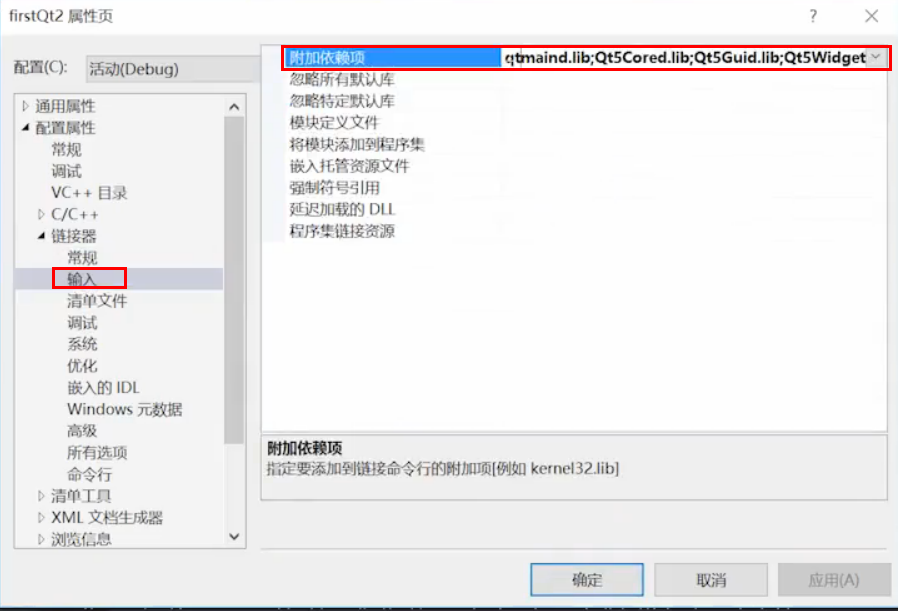 firstQt2 属性页
配置(C):
活动(Debug)
通用属性
配置属性
常规
调试
VC++ 目录
C/C++
链接器
常规
输入
清单文件
调试
系统
优化
嵌入的 IDL
Windows 元数据
高级
所有选项
命令行
清单工具
XML 文档生成器
浏览信息
附加依赖项 qtmaind.lib;Qt5Cored.lib;Qt5Guid.lib;Qt5Widget
忽略所有默认库
忽略特定默认库
模块定义文件
将模块添加到程序集
嵌入托管资源文件
强制符号引用
延迟加载的 DLL
程序集链接资源
附加依赖项
指定要添加到链接命令行的附加项[例如 kernel32.lib]
确定
取消
应用(A)